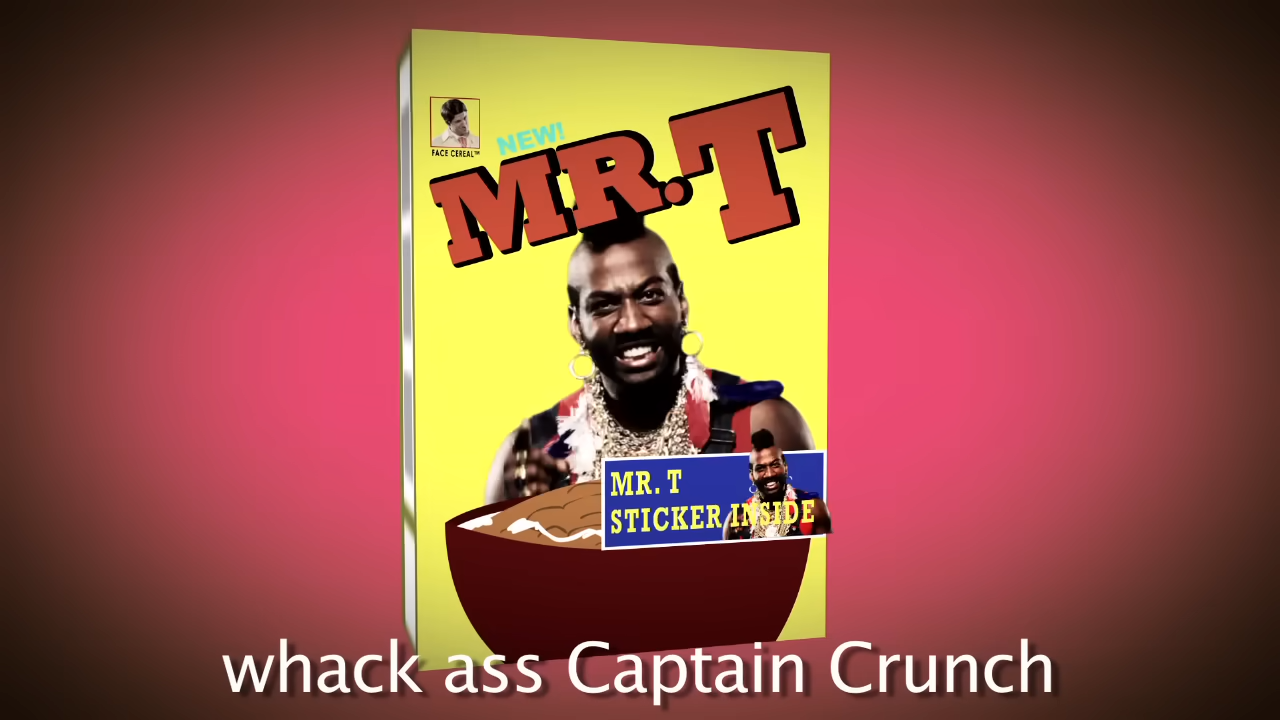 NEW!
FACE CEREAL™
MR.T
MR. T
STICKER INSIDE
whack ass Captain Crunch